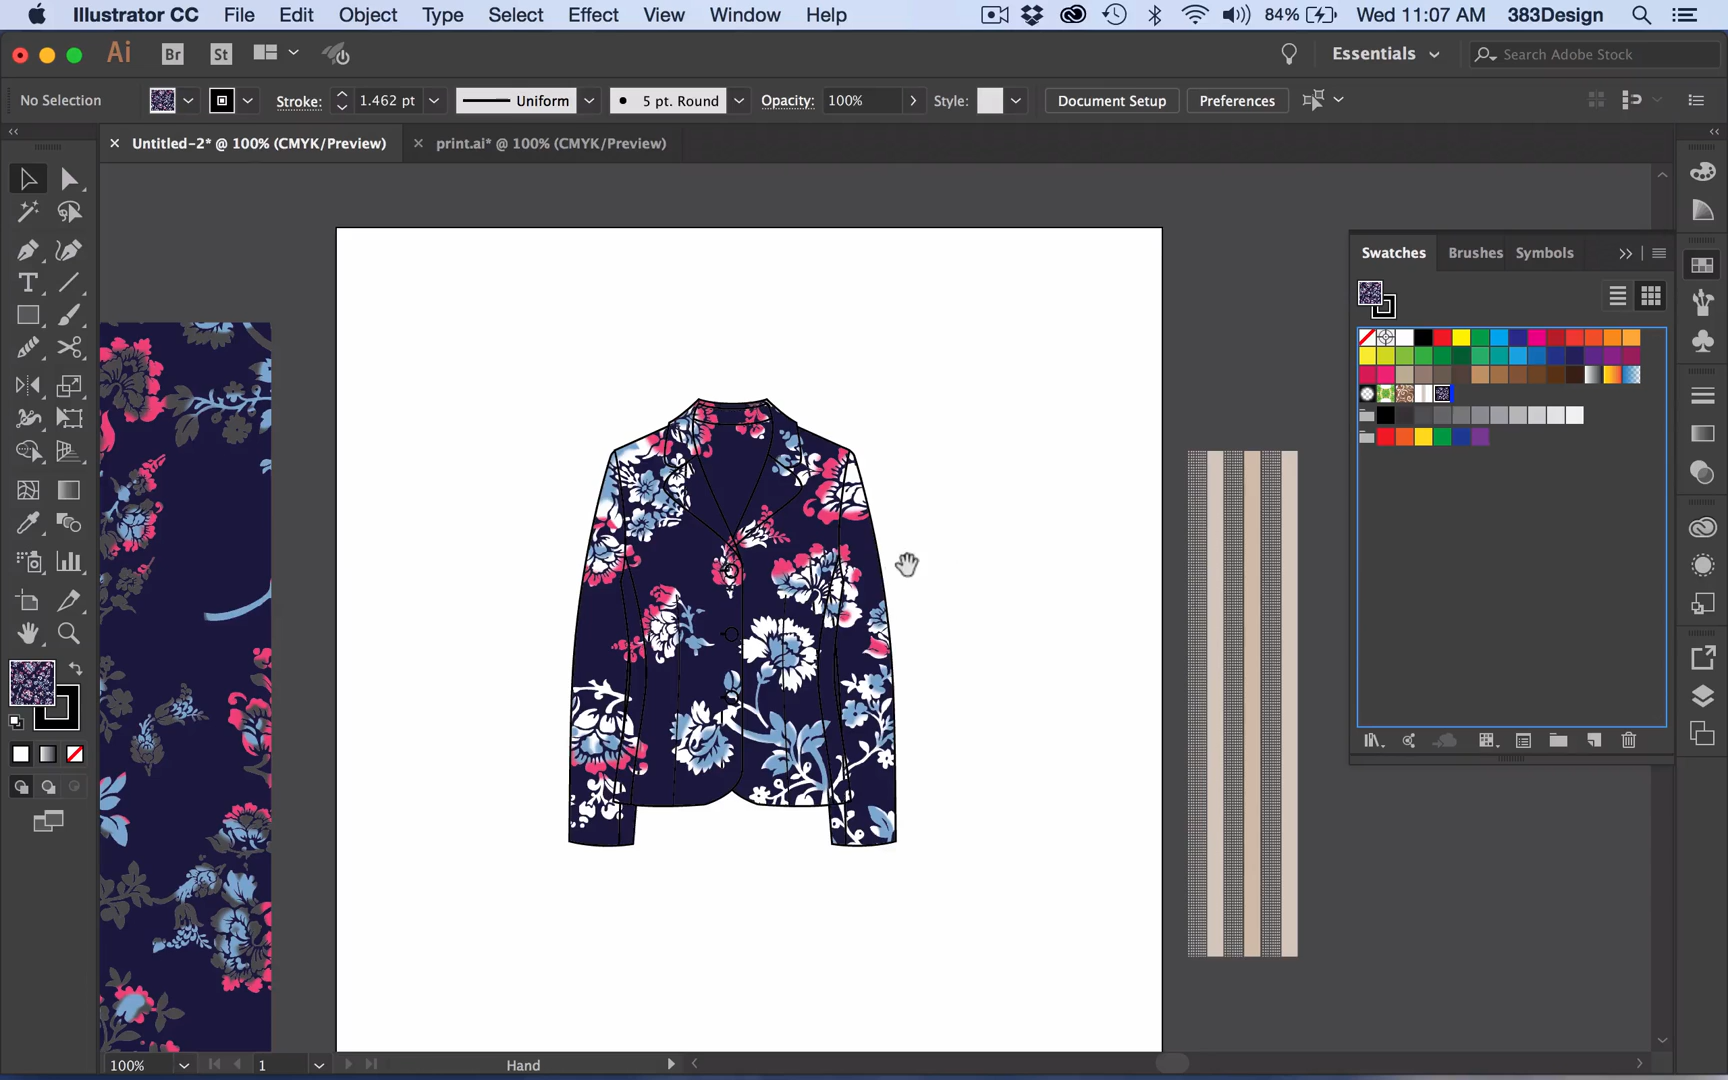 Illustrator CC File Edit Object Type Select Effect View Window Help 84% Wed 11:07 AM 383Design
Ai Br St Essentials Search Adobe Stock
No Selection Stroke: 1.462 pt Uniform 5 pt. Round Opacity: 100% Style: Document Setup Preferences
Untitled-2* @ 100% (CMYK/Preview) print.ai* @ 100% (CMYK/Preview)
Swatches Brushes Symbols
T
100% 1 Hand